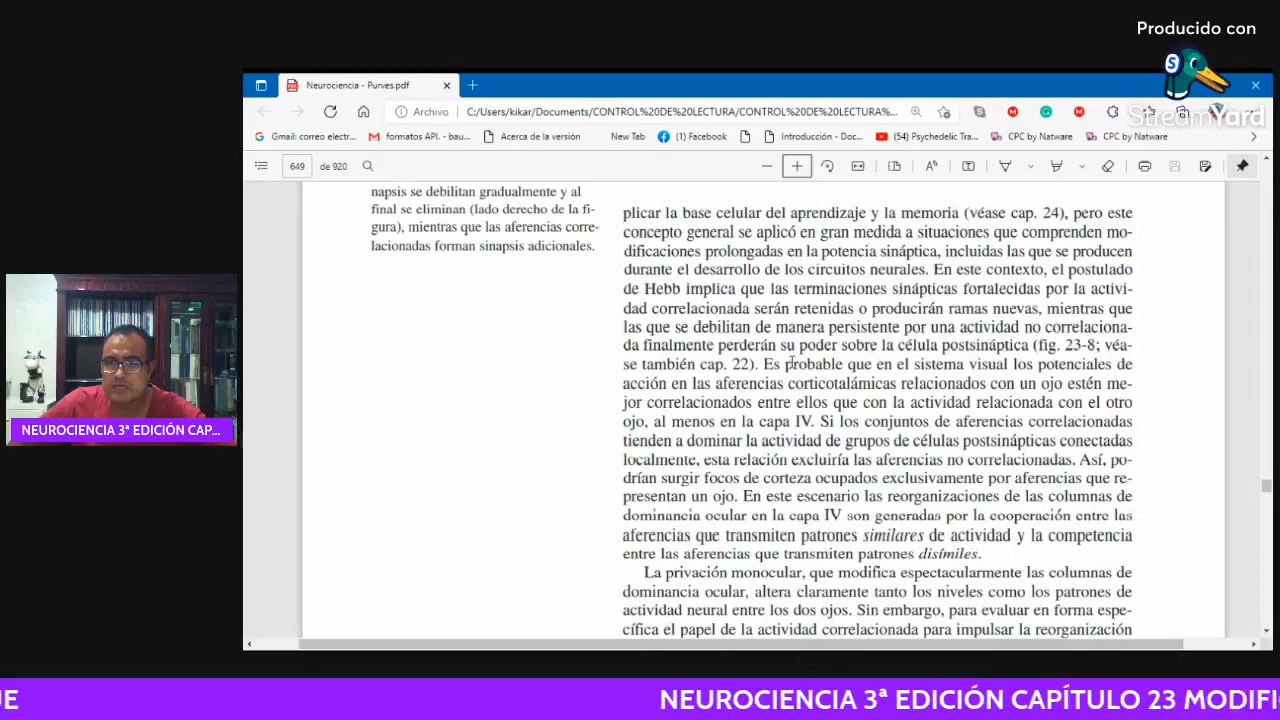 Producido con
StreamYard
Neurociencia - Purves.pdf
Archivo
C:/Users/kikar/Documents/CONTROL%20DE%20LECTURA/CONTROL%20DE%20LECTURA%...
Gmail: correo electr...
formatos API. - bau...
Acerca de la versión
New Tab
(1) Facebook
Introducción - Doc...
(54) Psychedelic Tra...
CPC by Natware
CPC by Natware
649
de 920
napsis se debilitan gradualmente y al
final se eliminan (lado derecho de la fi-
gura), mientras que las aferencias corre-
lacionadas forman sinapsis adicionales.
plicar la base celular del aprendizaje y la memoria (véase cap. 24), pero este
concepto general se aplicó en gran medida a situaciones que comprenden mo-
dificaciones prolongadas en la potencia sináptica, incluidas las que se producen
durante el desarrollo de los circuitos neurales. En este contexto, el postulado
de Hebb implica que las terminaciones sinápticas fortalecidas por la activi-
dad correlacionada serán retenidas o producirán ramas nuevas, mientras que
las que se debilitan de manera persistente por una actividad no correlaciona-
da finalmente perderán su poder sobre la célula postsináptica (fig. 23-8; véa-
se también cap. 22). Es probable que en el sistema visual los potenciales de
acción en las aferencias corticotalámicas relacionados con un ojo estén me-
jor correlacionados entre ellos que con la actividad relacionada con el otro
ojo, al menos en la capa IV. Si los conjuntos de aferencias correlacionadas
tienden a dominar la actividad de grupos de células postsinápticas conectadas
localmente, esta relación excluiría las aferencias no correlacionadas. Así, po-
drían surgir focos de corteza ocupados exclusivamente por aferencias que re-
presentan un ojo. En este escenario las reorganizaciones de las columnas de
dominancia ocular en la capa IV son generadas por la cooperación entre las
aferencias que transmiten patrones similares de actividad y la competencia
entre las aferencias que transmiten patrones disímiles.
La privación monocular, que modifica espectacularmente las columnas de
dominancia ocular, altera claramente tanto los niveles como los patrones de
actividad neural entre los dos ojos. Sin embargo, para evaluar en forma espe-
cífica el papel de la actividad correlacionada para impulsar la reorganización
NEUROCIENCIA 3ª EDICIÓN CAP...
UE
NEUROCIENCIA 3ª EDICIÓN CAPÍTULO 23 MODIFI